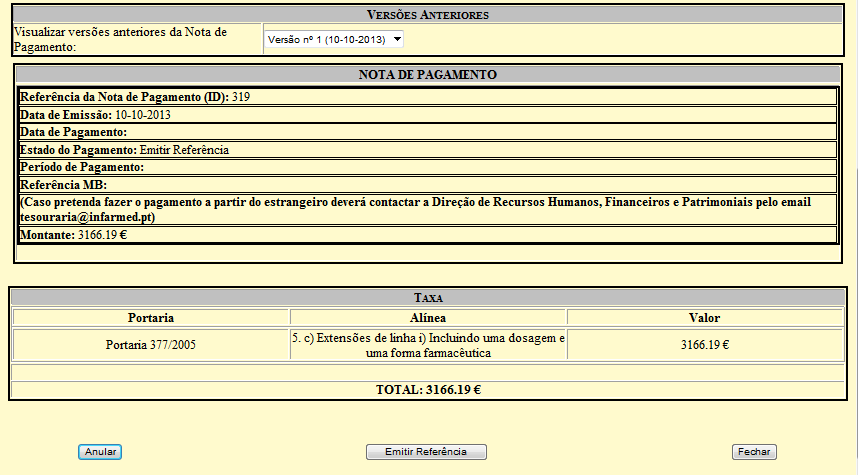 VERSÕES ANTERIORES
Visualizar versões anteriores da Nota de
Pagamento:
Versão nº 1 (10-10-2013)
NOTA DE PAGAMENTO
Referência da Nota de Pagamento (ID): 319
Data de Emissão: 10-10-2013
Data de Pagamento:
Estado do Pagamento: Emitir Referência
Período de Pagamento:
Referência MB:
(Caso pretenda fazer o pagamento a partir do estrangeiro deverá contactar a Direção de Recursos Humanos, Financeiros e Patrimoniais pelo email
tesouraria@infarmed.pt)
Montante: 3166.19 €
TAXA
Portaria Alínea Valor
Portaria 377/2005 5. c) Extensões de linha i) Incluindo uma dosagem e 3166.19 €
uma forma farmacêutica
TOTAL: 3166.19 €
Anular Emitir Referência Fechar